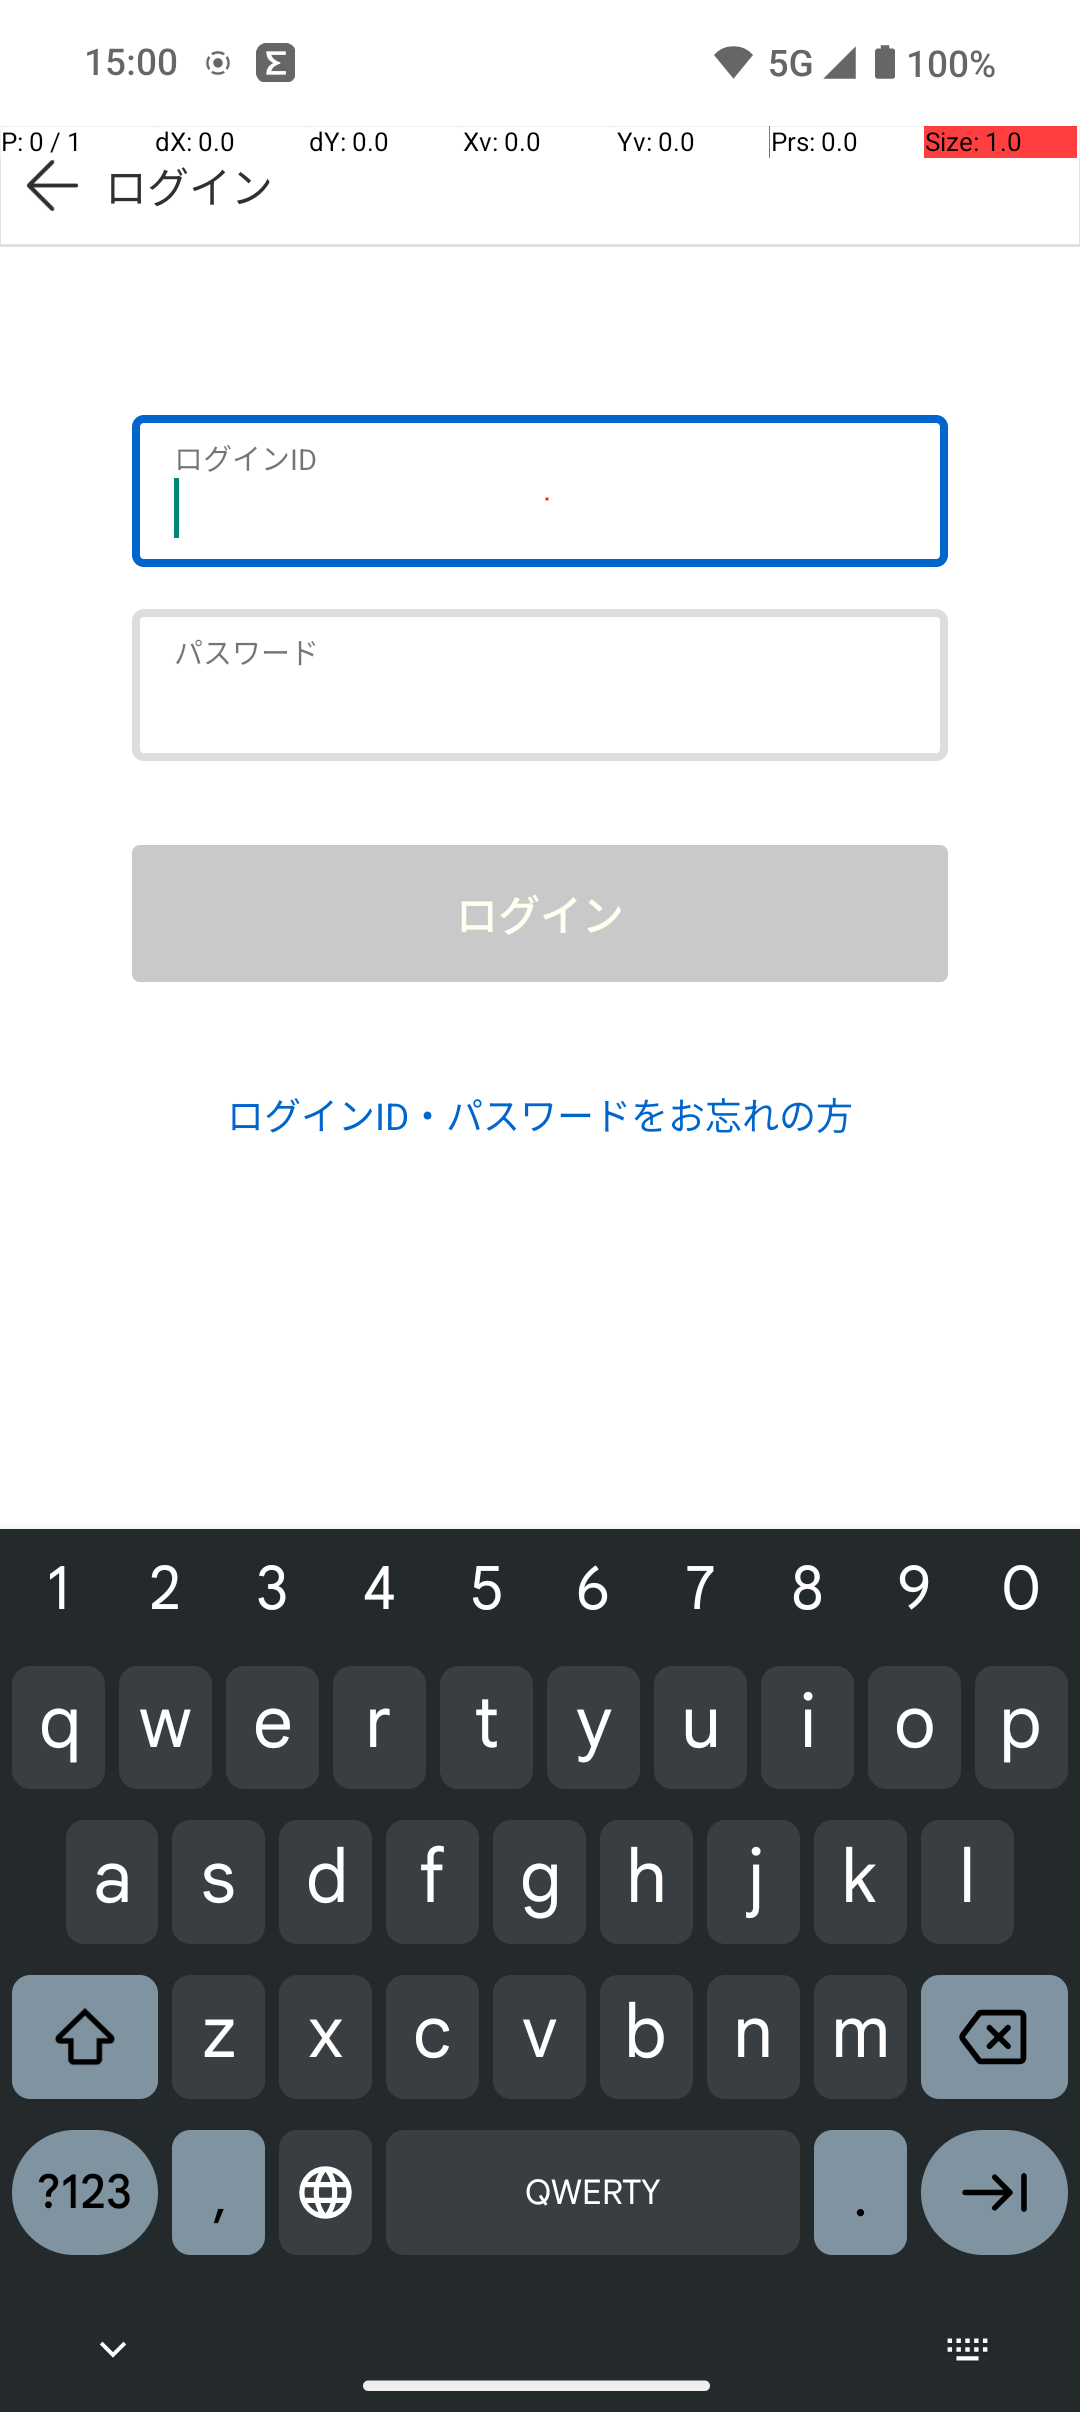 15:00 5G 100%
P: 0 / 1 dX: 0.0 dY: 0.0 Xv: 0.0 Yv: 0.0 Prs: 0.0 Size: 1.0
ログイン
ログインID
パスワード
ログイン
ログインID・パスワードをお忘れの方
1 2 3 4 5 6 7 8 9 0
q w e r t y u i o p
a s d f g h j k l
z x c v b n m
?123 , QWERTY .